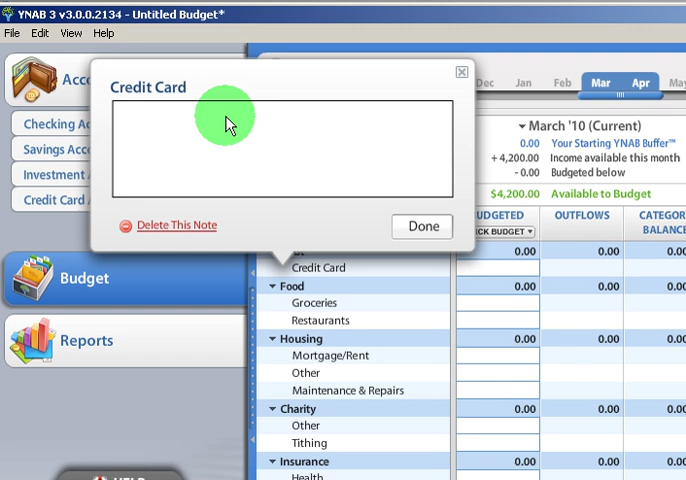 YNAB 3 v3.0.0.2134 - Untitled Budget*
File Edit View Help
Credit Card
Delete This Note
Done
Checking
Savings
Investment
Credit Card
Budget
Reports
Dec Jan Feb Mar Apr
March '10 (Current)
0.00 Your Starting YNAB Buffer™
+ 4,200.00 Income available this month
- 0.00 Budgeted below
$4,200.00 Available to Budget
OUTFLOWS
0.00 0.00 0.00
Credit Card
Food 0.00 0.00 0.00
Groceries
Restaurants
Housing 0.00 0.00 0.00
Mortgage/Rent
Other
Maintenance & Repairs
Charity 0.00 0.00 0.00
Other
Tithing
Insurance 0.00 0.00 0.00
Health